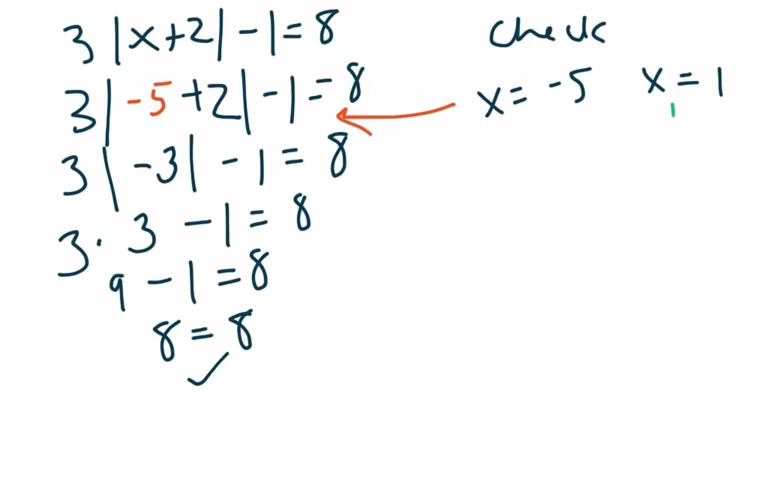 3|x+2|-1=8
check
3|-5+2|-1=8
x=-5 x=1
3|-3|-1=8
3·3-1=8
9-1=8
8=8
✓